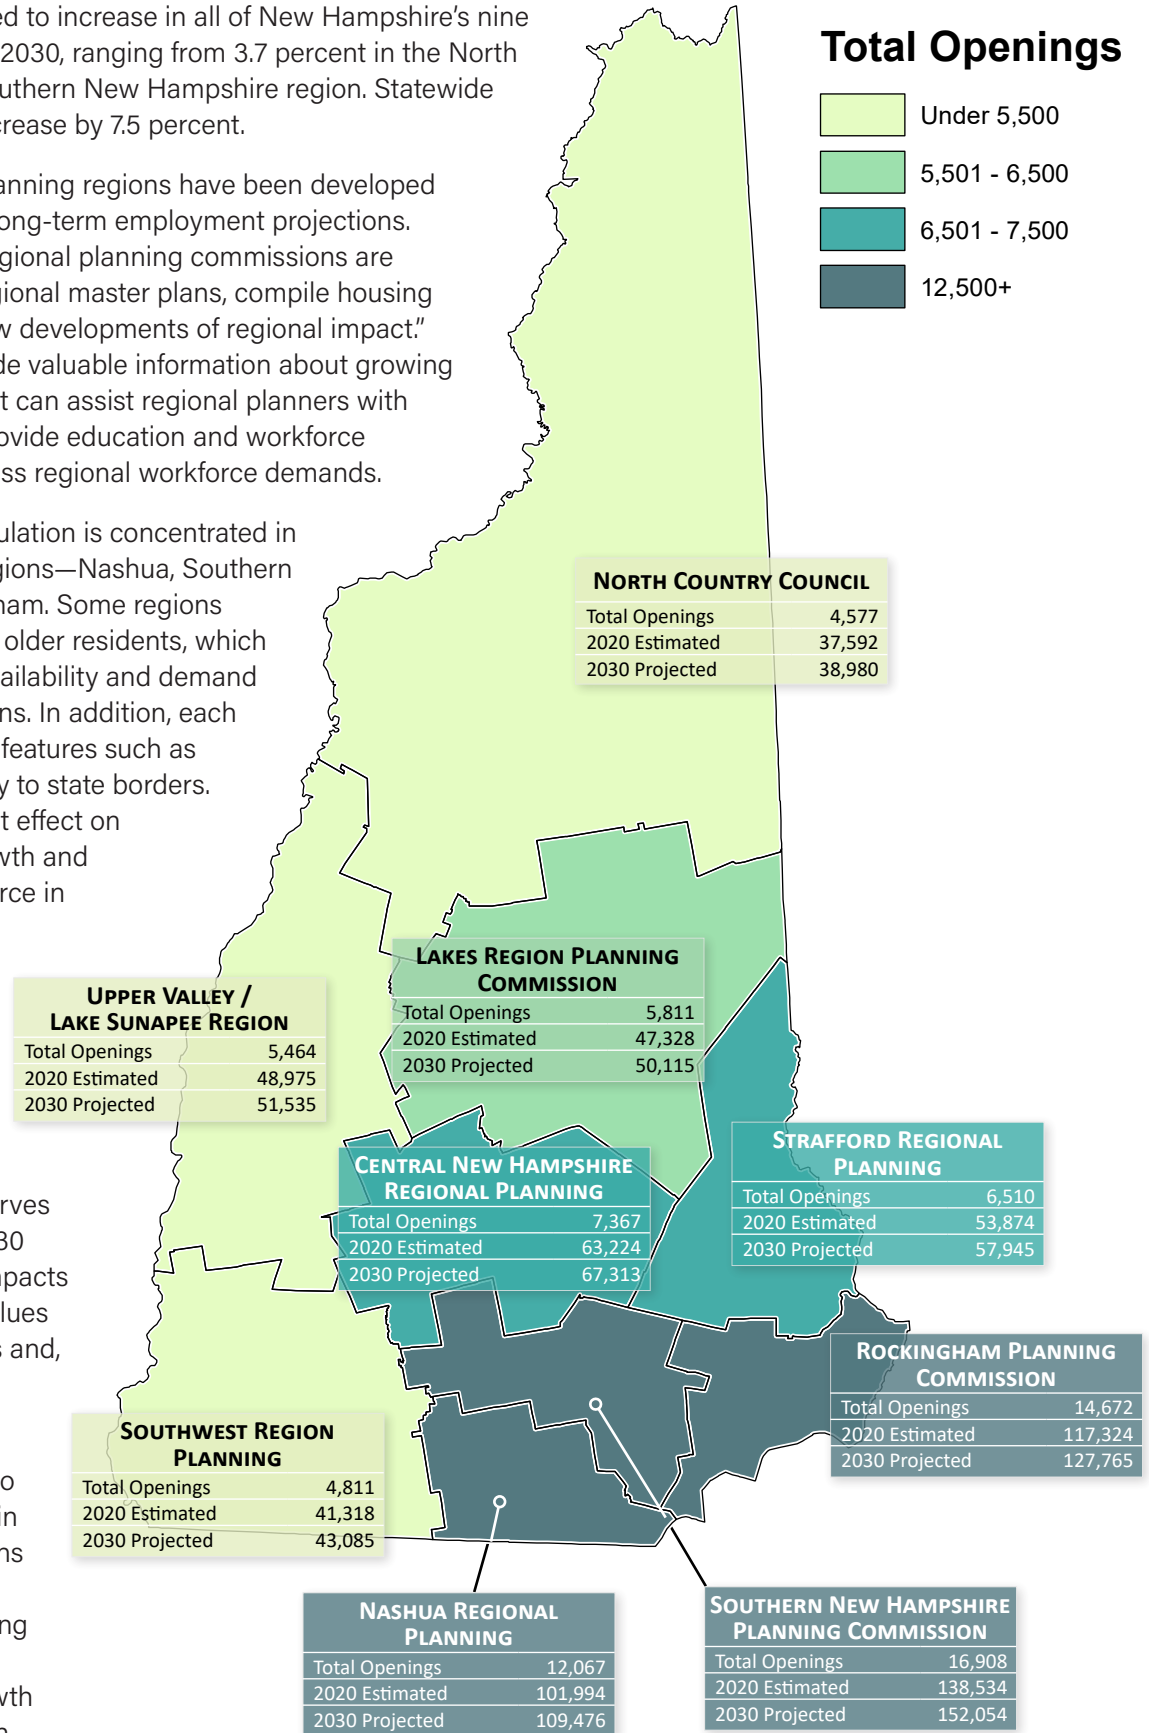 ed to increase in all of New Hampshire’s nine
2030, ranging from 3.7 percent in the North
uthern New Hampshire region. Statewide
crease by 7.5 percent.
anning regions have been developed
long-term employment projections.
egional planning commissions are
gional master plans, compile housing
w developments of regional impact.”
de valuable information about growing
t can assist regional planners with
ovide education and workforce
ss regional workforce demands.
ulation is concentrated in
gions—Nashua, Southern
ham. Some regions
older residents, which
ailability and demand
ns. In addition, each
features such as
y to state borders.
t effect on
wth and
rce in
rves
30
npacts
lues
s and,
o
in
ns
ng
wth
Total Openings
Under 5,500
5,501 - 6,500
6,501 - 7,500
12,500+
North Country Council
Total Openings 4,577
2020 Estimated 37,592
2030 Projected 38,980
Lakes Region Planning
Commission
Total Openings 5,811
2020 Estimated 47,328
2030 Projected 50,115
Upper Valley /
Lake Sunapee Region
Total Openings 5,464
2020 Estimated 48,975
2030 Projected 51,535
Central New Hampshire
Regional Planning
Total Openings 7,367
2020 Estimated 63,224
2030 Projected 67,313
Strafford Regional
Planning
Total Openings 6,510
2020 Estimated 53,874
2030 Projected 57,945
Rockingham Planning
Commission
Total Openings 14,672
2020 Estimated 117,324
2030 Projected 127,765
Southwest Region
Planning
Total Openings 4,811
2020 Estimated 41,318
2030 Projected 43,085
Nashua Regional
Planning
Total Openings 12,067
2020 Estimated 101,994
2030 Projected 109,476
Southern New Hampshire
Planning Commission
Total Openings 16,908
2020 Estimated 138,534
2030 Projected 152,054